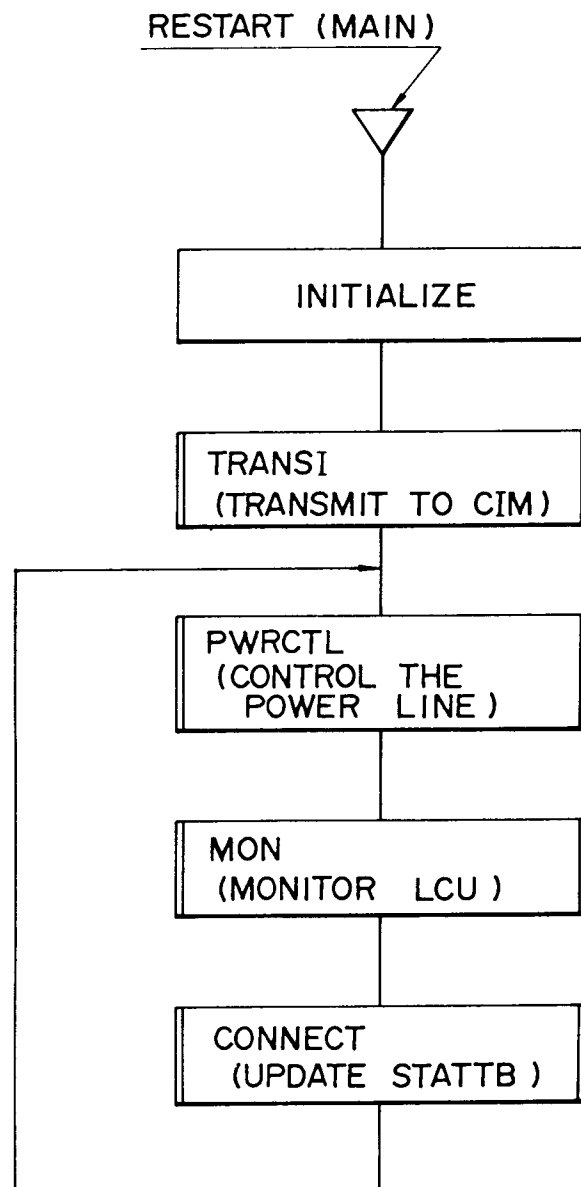 RESTART (MAIN)
INITIALIZE
TRANSI
(TRANSMIT TO CIM)
PWRCTL
(CONTROL THE
POWER LINE)
MON
(MONITOR LCU)
CONNECT
(UPDATE STATTB)